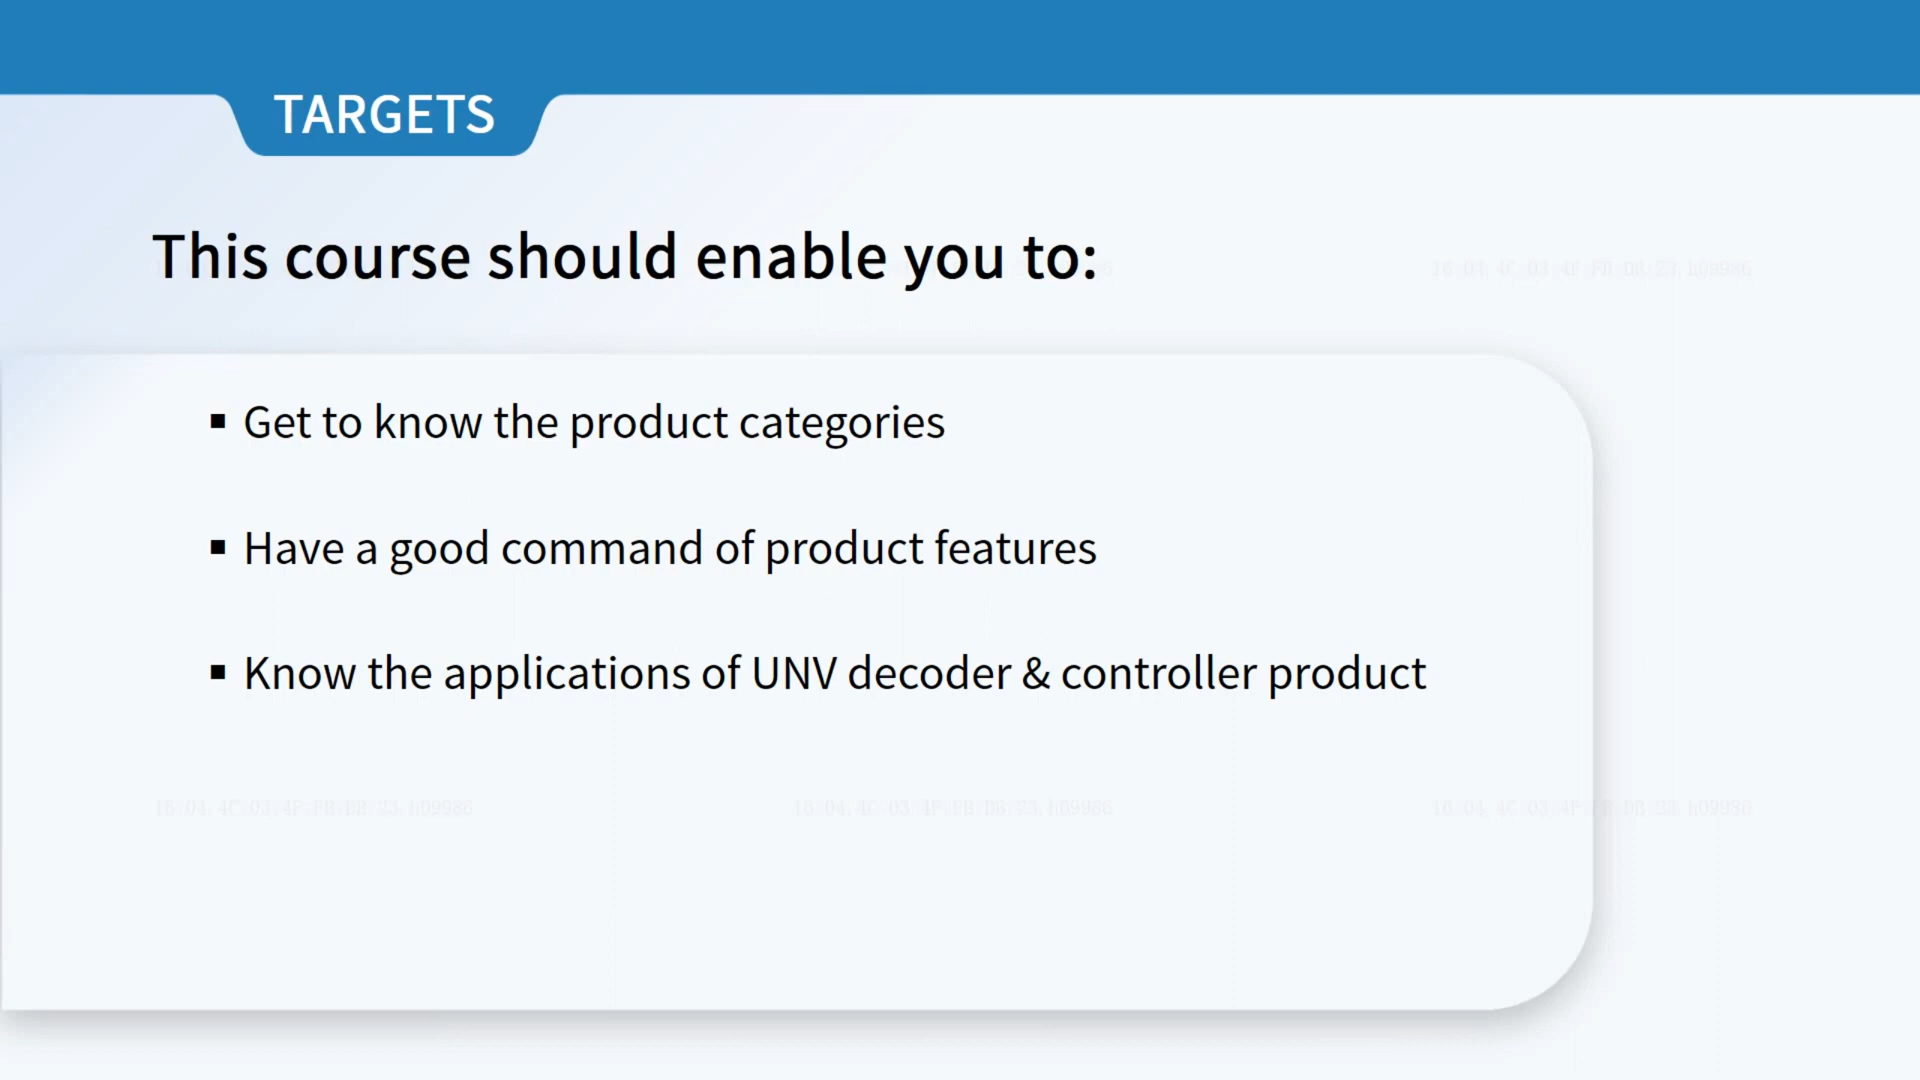 TARGETS
This course should enable you to:
▪ Get to know the product categories
▪ Have a good command of product features
▪ Know the applications of UNV decoder & controller product